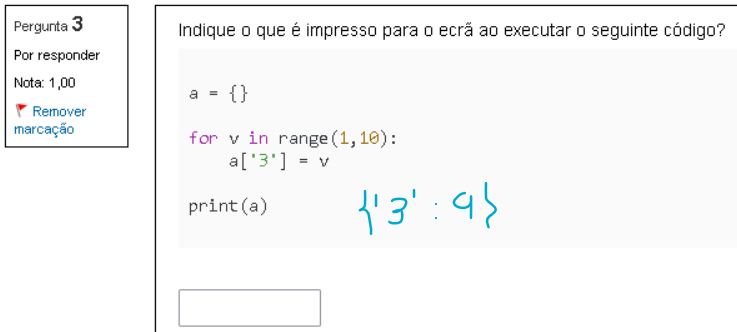 Pergunta 3
Por responder
Nota: 1,00
Remover
marcação
Indique o que é impresso para o ecrã ao executar o seguinte código?
a = {}
for v in range(1,10):
    a['3'] = v
print(a)
{'3' : 9}